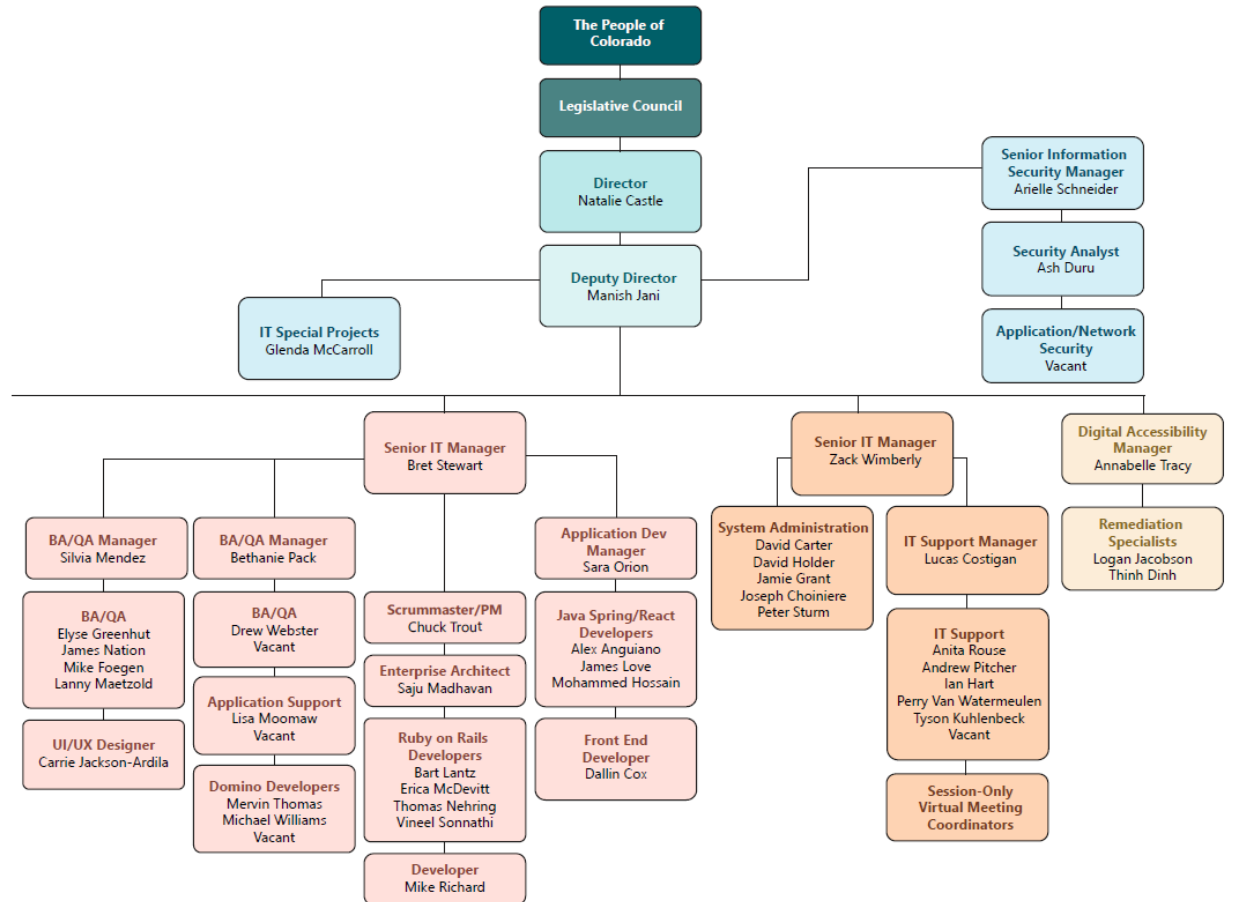 The People of
Colorado
Legislative Council
Director
Natalie Castle
Deputy Director
Manish Jani
IT Special Projects
Glenda McCarroll
Senior Information
Security Manager
Arielle Schneider
Security Analyst
Ash Duru
Application/Network
Security
Vacant
Senior IT Manager
Bret Stewart
BA/QA Manager
Silvia Mendez
BA/QA
Elyse Greenhut
James Nation
Mike Foegen
Lanny Maetzold
UI/UX Designer
Carrie Jackson-Ardila
BA/QA Manager
Bethanie Pack
BA/QA
Drew Webster
Vacant
Application Support
Lisa Moomaw
Vacant
Domino Developers
Mervin Thomas
Michael Williams
Vacant
Scrummaster/PM
Chuck Trout
Enterprise Architect
Saju Madhavan
Ruby on Rails
Developers
Bart Lantz
Erica McDevitt
Thomas Nehring
Vineel Sonnathi
Developer
Mike Richard
Application Dev
Manager
Sara Orion
Java Spring/React
Developers
Alex Anguiano
James Love
Mohammed Hossain
Front End
Developer
Dallin Cox
Senior IT Manager
Zack Wimberly
System Administration
David Carter
David Holder
Jamie Grant
Joseph Choiniere
Peter Sturm
IT Support Manager
Lucas Costigan
IT Support
Anita Rouse
Andrew Pitcher
Ian Hart
Perry Van Watermeulen
Tyson Kuhlenbeck
Vacant
Session-Only
Virtual Meeting
Coordinators
Digital Accessibility
Manager
Annabelle Tracy
Remediation
Specialists
Logan Jacobson
Thinh Dinh